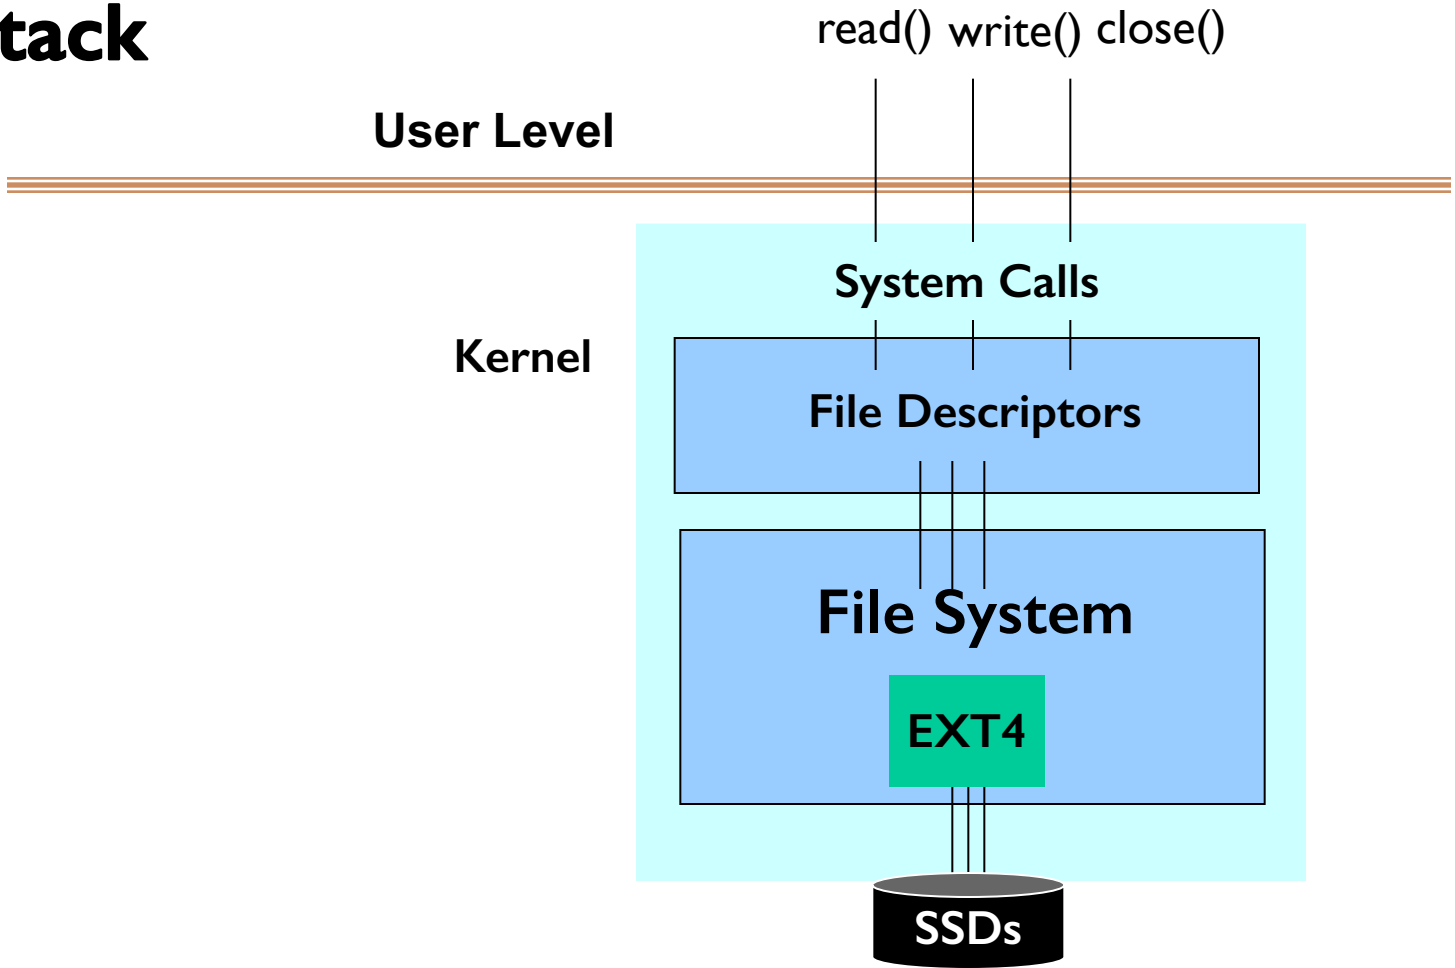 tack
read() write() close()
User Level
System Calls
Kernel
File Descriptors
File System
EXT4
SSDs